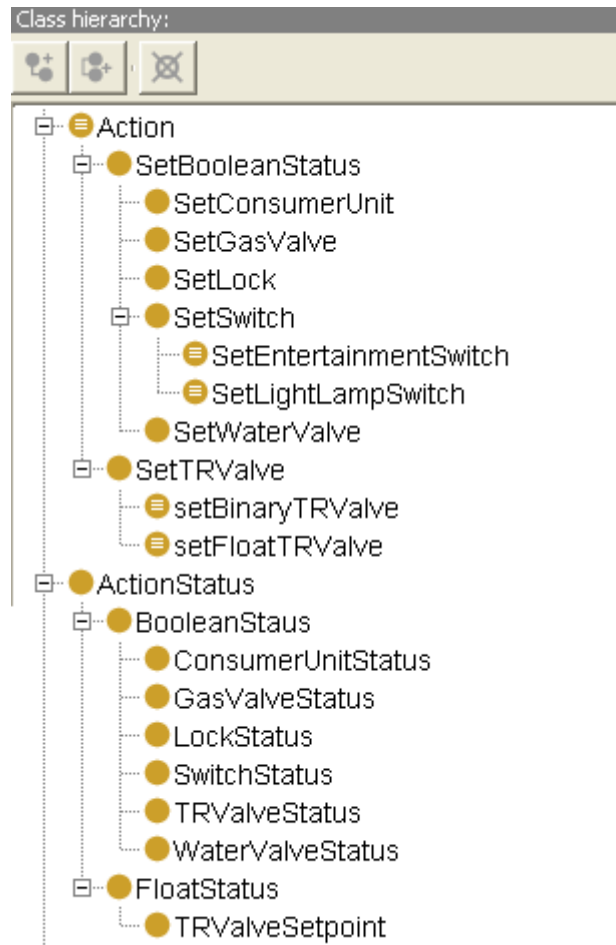 Class hierarchy:
Action
SetBooleanStatus
SetConsumerUnit
SetGasValve
SetLock
SetSwitch
SetEntertainmentSwitch
SetLightLampSwitch
SetWaterValve
SetTRValve
setBinaryTRValve
setFloatTRValve
ActionStatus
BooleanStaus
ConsumerUnitStatus
GasValveStatus
LockStatus
SwitchStatus
TRValveStatus
WaterValveStatus
FloatStatus
TRValveSetpoint